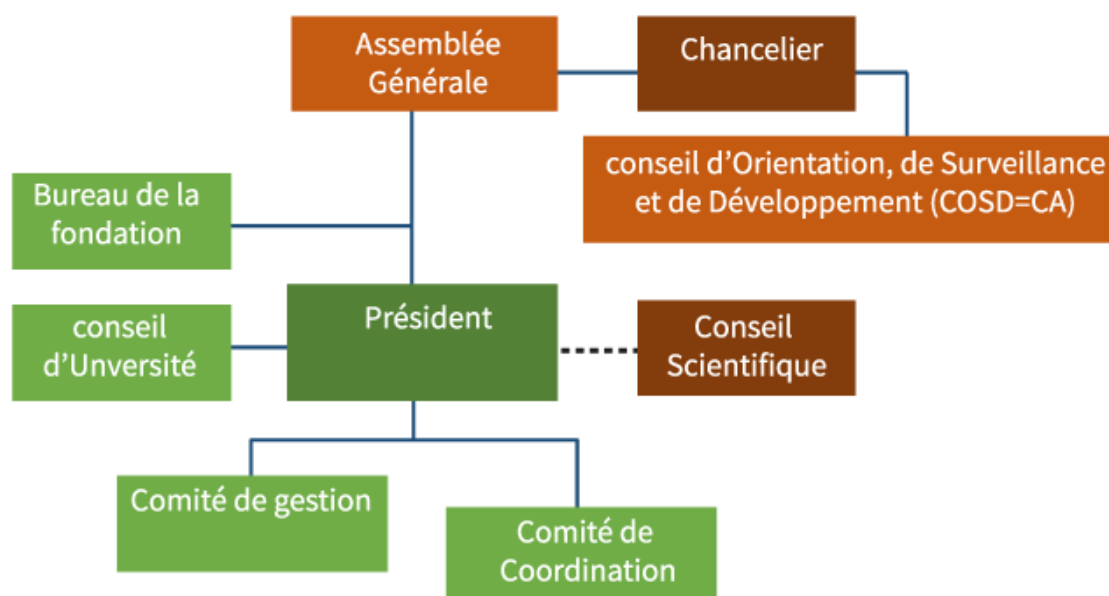 Assemblée
Générale
Chancelier
conseil d’Orientation, de Surveillance
et de Développement (COSD=CA)
Bureau de la
fondation
conseil
d’Unversité
Président
Conseil
Scientifique
Comité de gestion
Comité de
Coordination